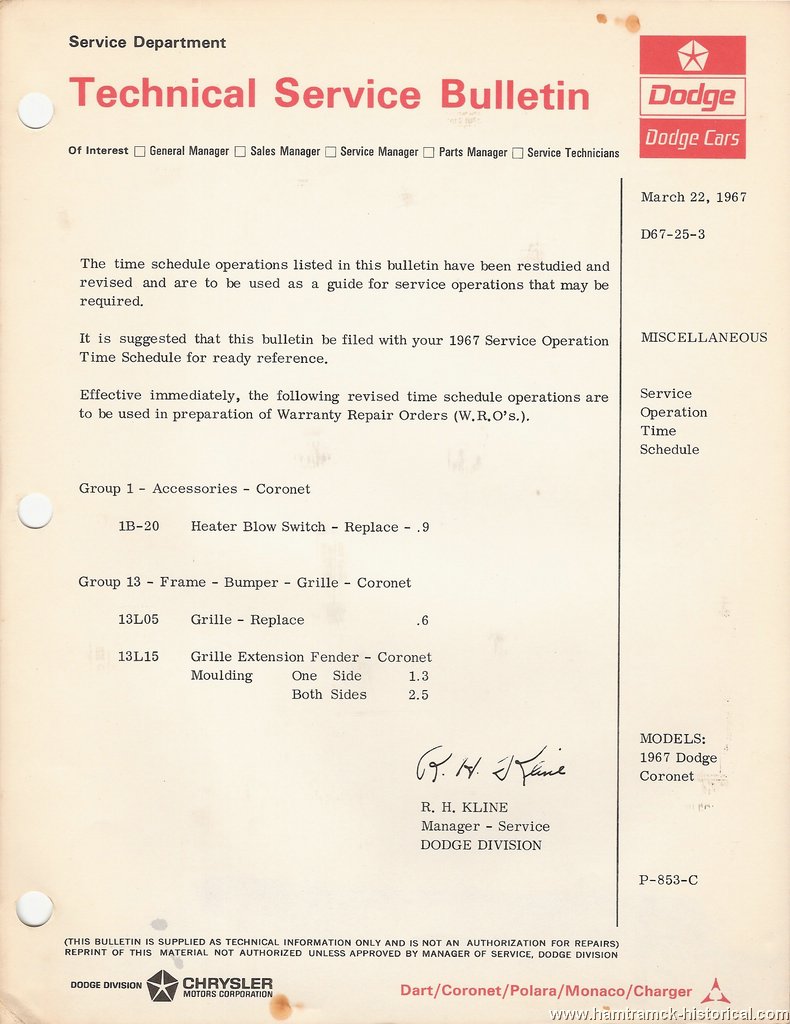 Service Department
Technical Service Bulletin
Dodge
Dodge Cars
Of Interest □ General Manager □ Sales Manager □ Service Manager □ Parts Manager □ Service Technicians
March 22, 1967
D67-25-3
The time schedule operations listed in this bulletin have been restudied and
revised and are to be used as a guide for service operations that may be
required.
It is suggested that this bulletin be filed with your 1967 Service Operation
Time Schedule for ready reference.
MISCELLANEOUS
Effective immediately, the following revised time schedule operations are
to be used in preparation of Warranty Repair Orders (W.R.O's.).
Service
Operation
Time
Schedule
Group 1 - Accessories - Coronet
1B-20 Heater Blow Switch - Replace - .9
Group 13 - Frame - Bumper - Grille - Coronet
13L05 Grille - Replace .6
13L15 Grille Extension Fender - Coronet
Moulding One Side 1.3
Both Sides 2.5
MODELS:
1967 Dodge
Coronet
R. H. Kline
R. H. KLINE
Manager - Service
DODGE DIVISION
P-853-C
(THIS BULLETIN IS SUPPLIED AS TECHNICAL INFORMATION ONLY AND IS NOT AN AUTHORIZATION FOR REPAIRS)
REPRINT OF THIS MATERIAL NOT AUTHORIZED UNLESS APPROVED BY MANAGER OF SERVICE, DODGE DIVISION
DODGE DIVISION CHRYSLER
MOTORS CORPORATION
Dart/Coronet/Polara/Monaco/Charger
www.hamtramck-historical.com